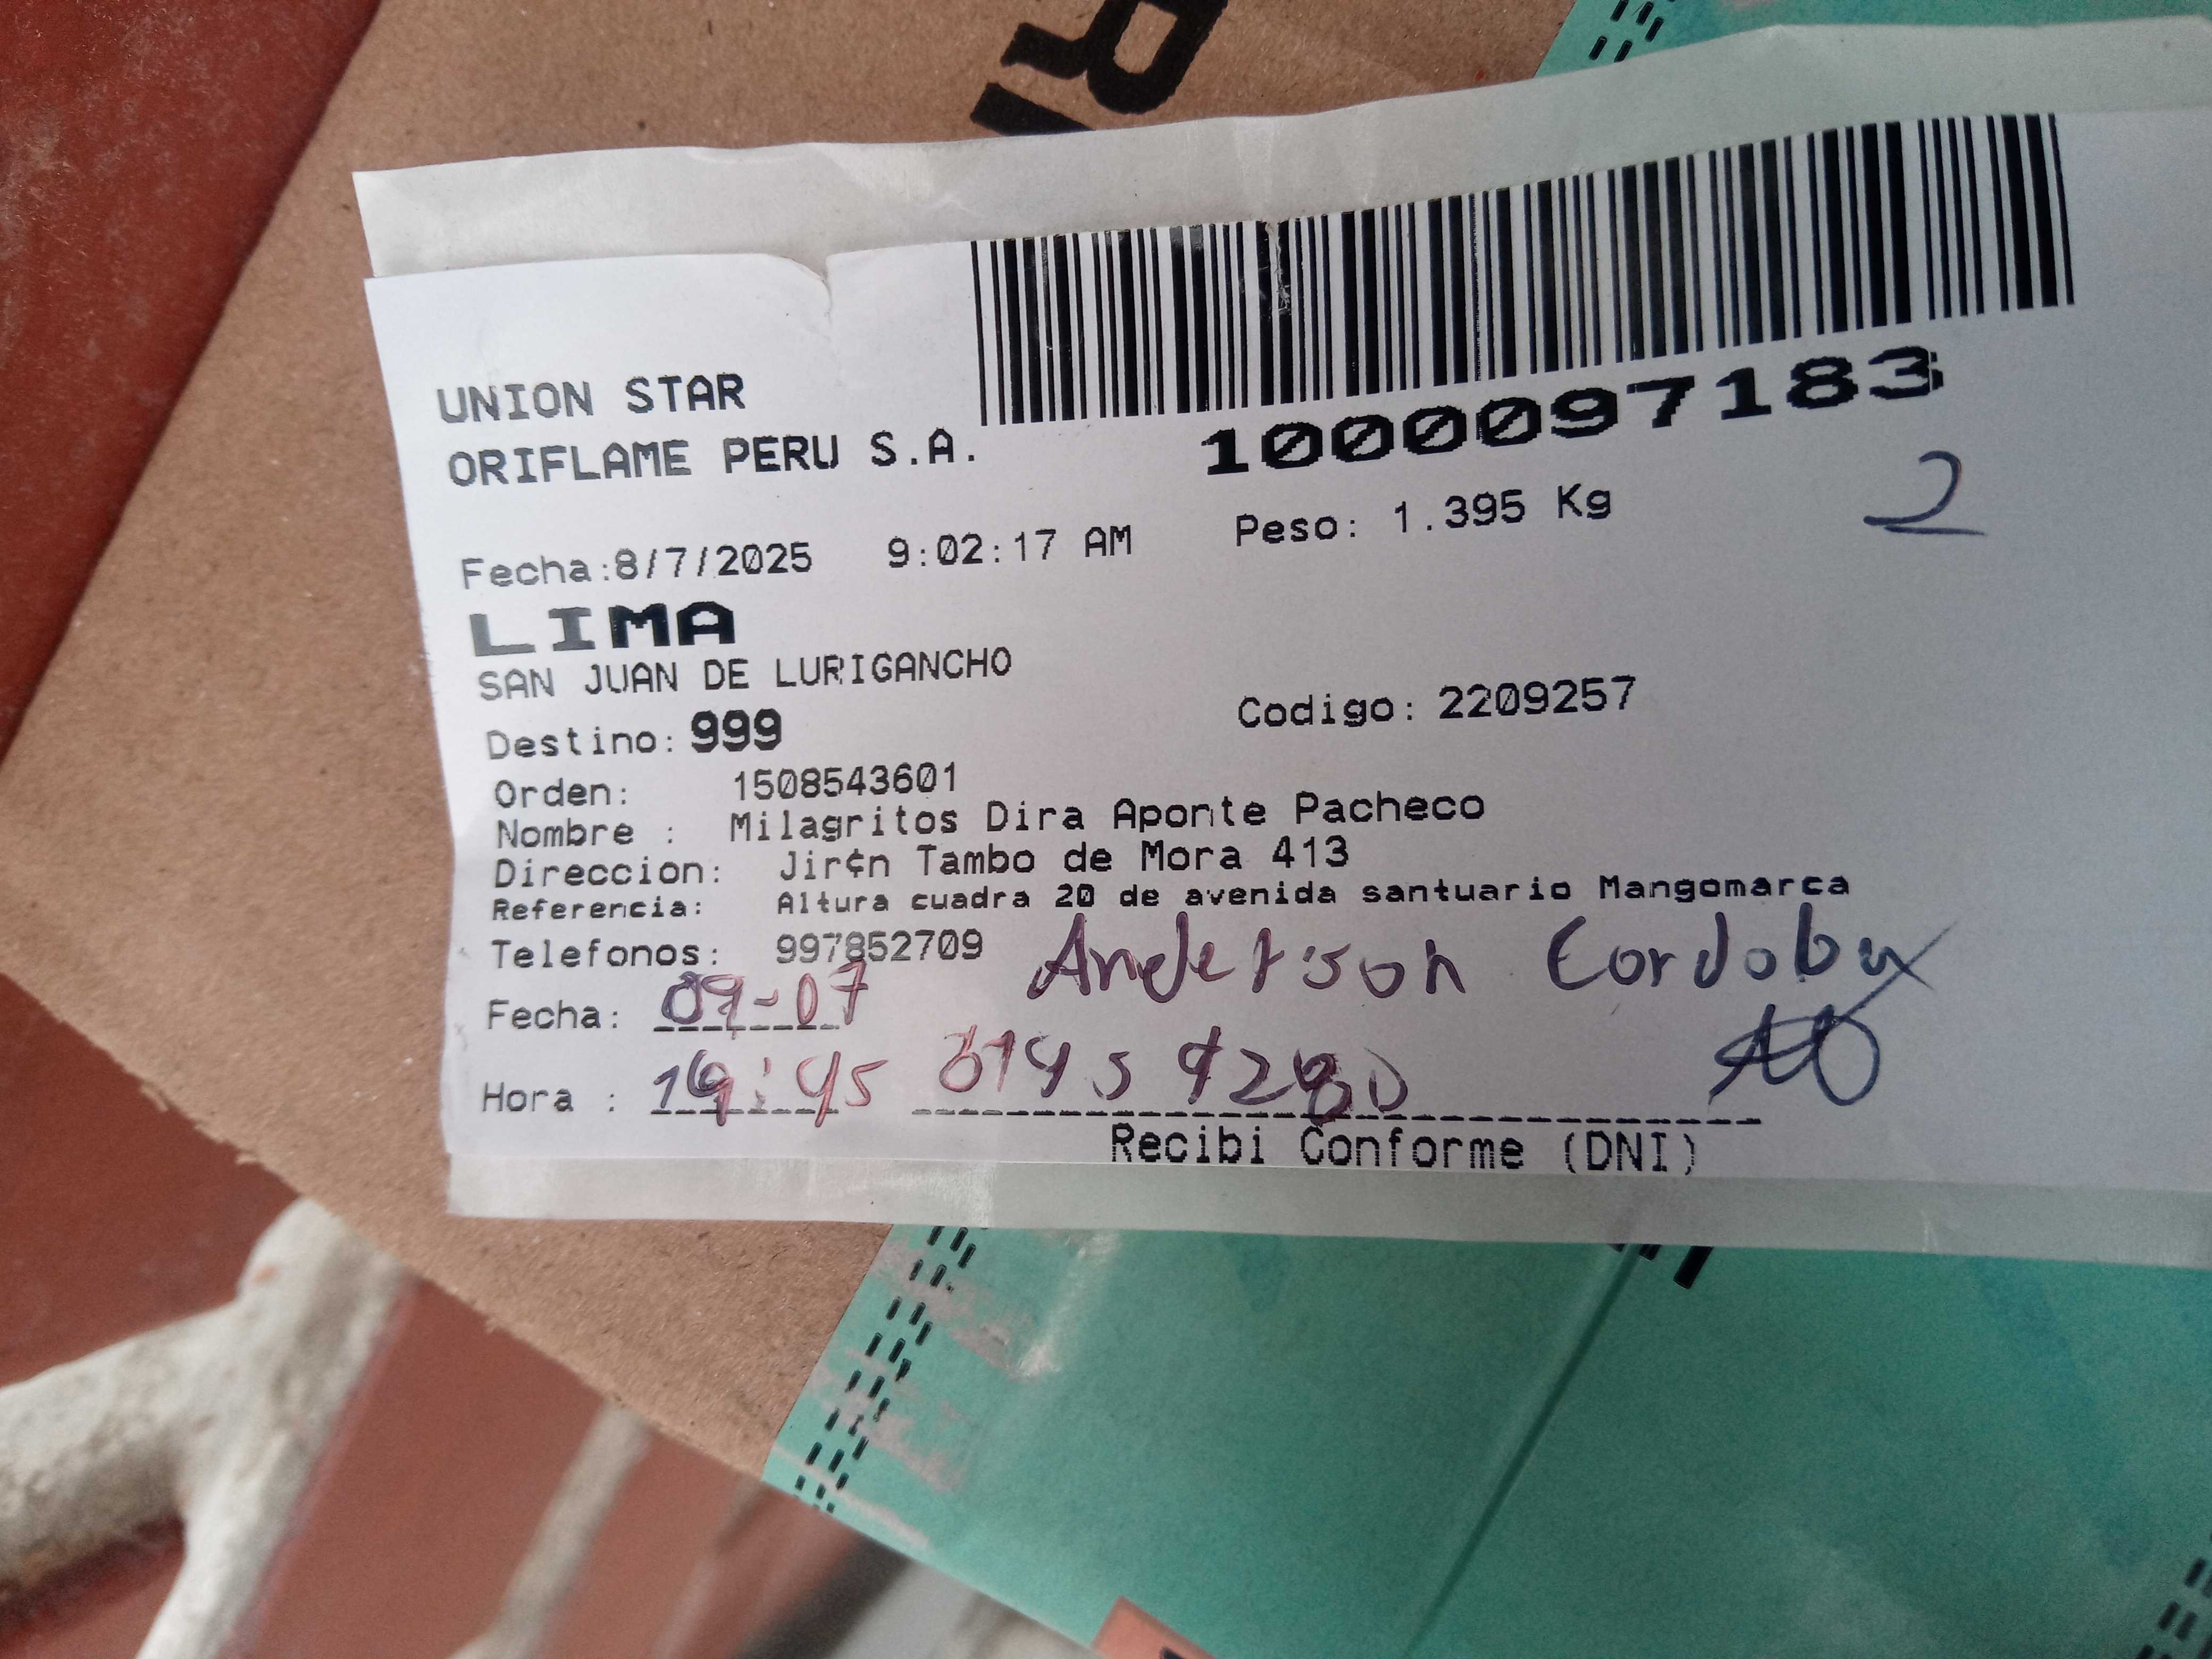 UNION STAR
ORIFLAME PERU S.A.
1000097183
Fecha:8/7/2025 9:02:17 AM Peso: 1.395 Kg
2
LIMA
SAN JUAN DE LURIGANCHO
Destino: 999 Codigo: 2209257
Orden: 1508543601
Nombre : Milagritos Dira Aponte Pacheco
Direccion: Jir¢n Tambo de Mora 413
Referencia: Altura cuadra 20 de avenida santuario Mangomarca
Telefonos: 997852709 Anderson Cordoba
Fecha: 09-07
Hora :
Recibi Conforme (DNI)